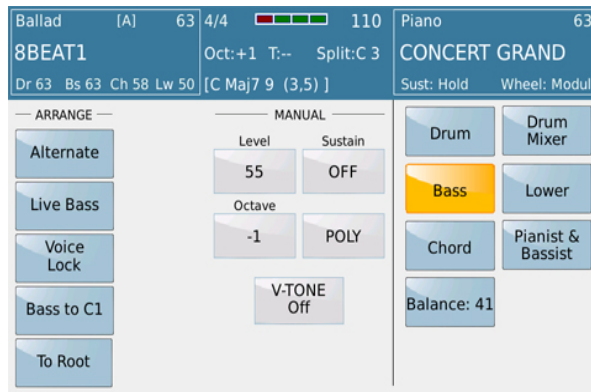 Ballad [A] 63
8BEAT1
Dr 63 Bs 63 Ch 58 Lw 50
4/4 110
Oct:+1 T:-- Split:C 3
[C Maj7 9 (3,5) ]
Piano 63
CONCERT GRAND
Sust: Hold Wheel: Modul
ARRANGE
Alternate
Live Bass
Voice
Lock
Bass to C1
To Root
MANUAL
Level Sustain
55 OFF
Octave
-1 POLY
V-TONE
Off
Drum
Drum
Mixer
Bass
Lower
Chord
Pianist &
Bassist
Balance: 41